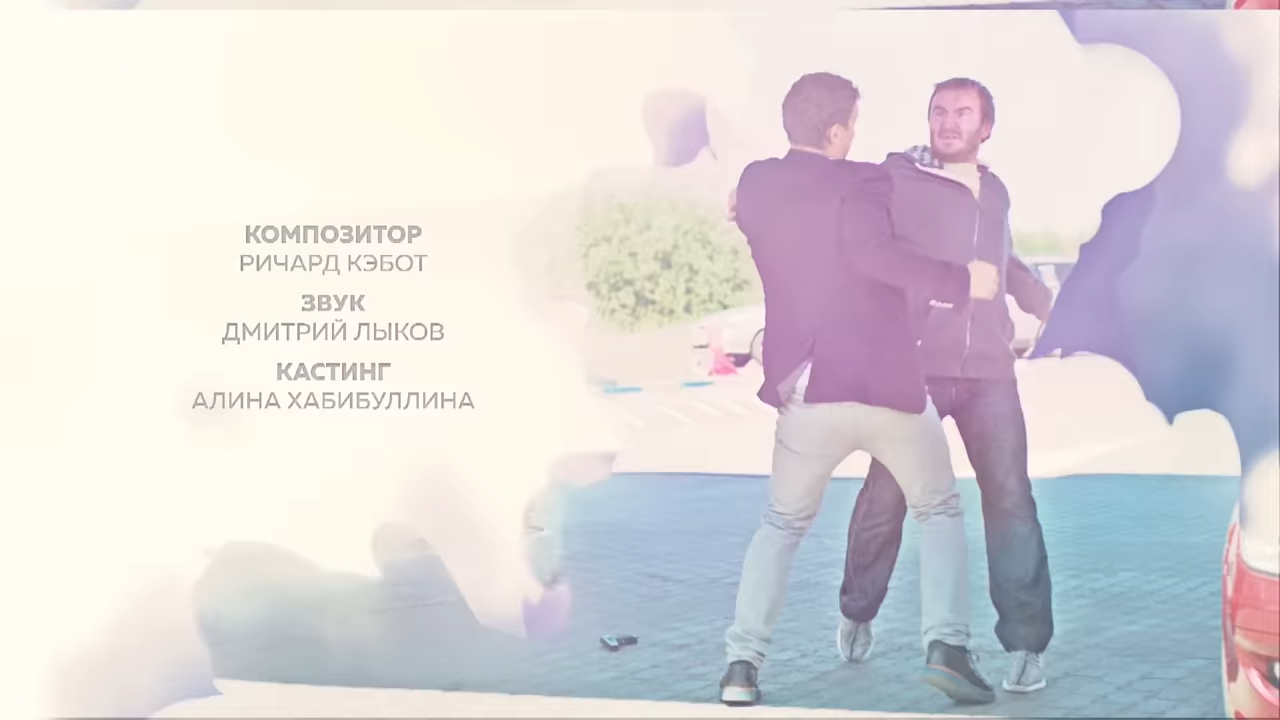 КОМПОЗИТОР
РИЧАРД КЭБОТ
ЗВУК
ДМИТРИЙ ЛЫКОВ
КАСТИНГ
АЛИНА ХАБИБУЛЛИНА